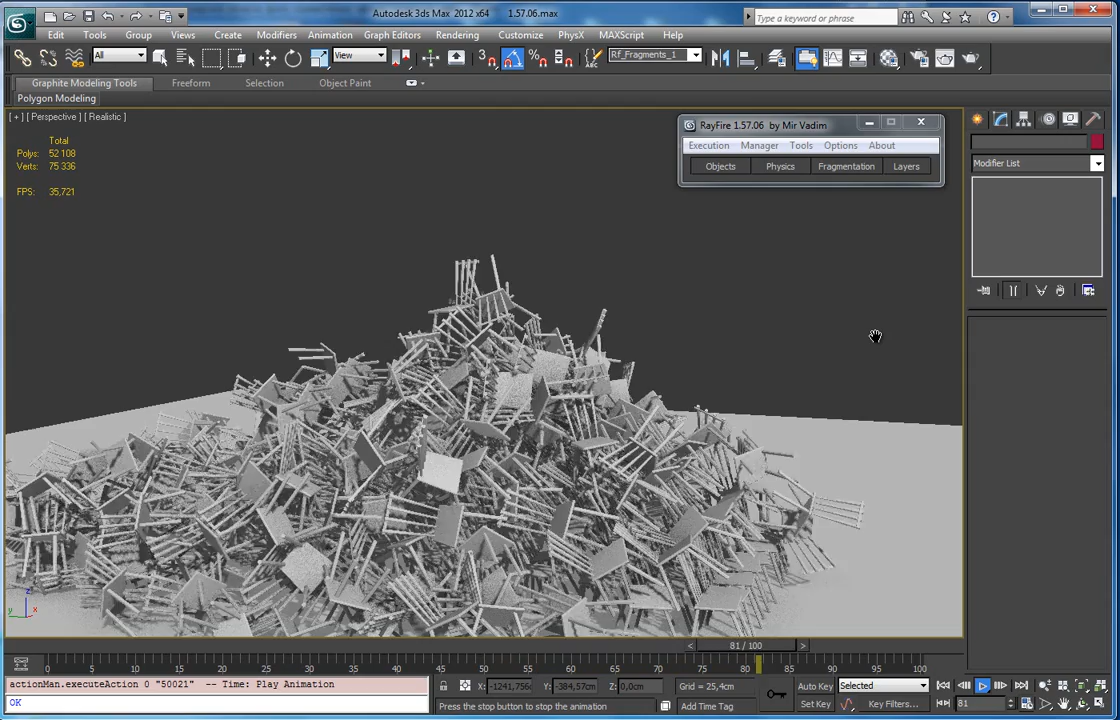 Autodesk 3ds Max 2012 x64 1.57.06.max
Type a keyword or phrase
Edit Tools Group Views Create Modifiers Animation Graph Editors Rendering Customize PhysX MAXScript Help
All View Rf_Fragments_1
Graphite Modeling Tools Freeform Selection Object Paint
Polygon Modeling
[ + ] [ Perspective ] [ Realistic ]
Total
Polys: 52 108
Verts: 75 336
FPS: 35,721
RayFire 1.57.06 by Mir Vadim
Execution Manager Tools Options About
Objects Physics Fragmentation Layers
Modifier List
z
y x
81 / 100
0 5 10 15 20 25 30 35 40 45 50 55 60 65 70 75 80 85 90 95 100
actionMan.executeAction 0 "50021" -- Time: Play Animation
OK
X: -1241,756 Y: -384,57cm Z: 0,0cm Grid = 25,4cm
Auto Key Selected
Press the stop button to stop the animation Add Time Tag
Set Key Key Filters... 81